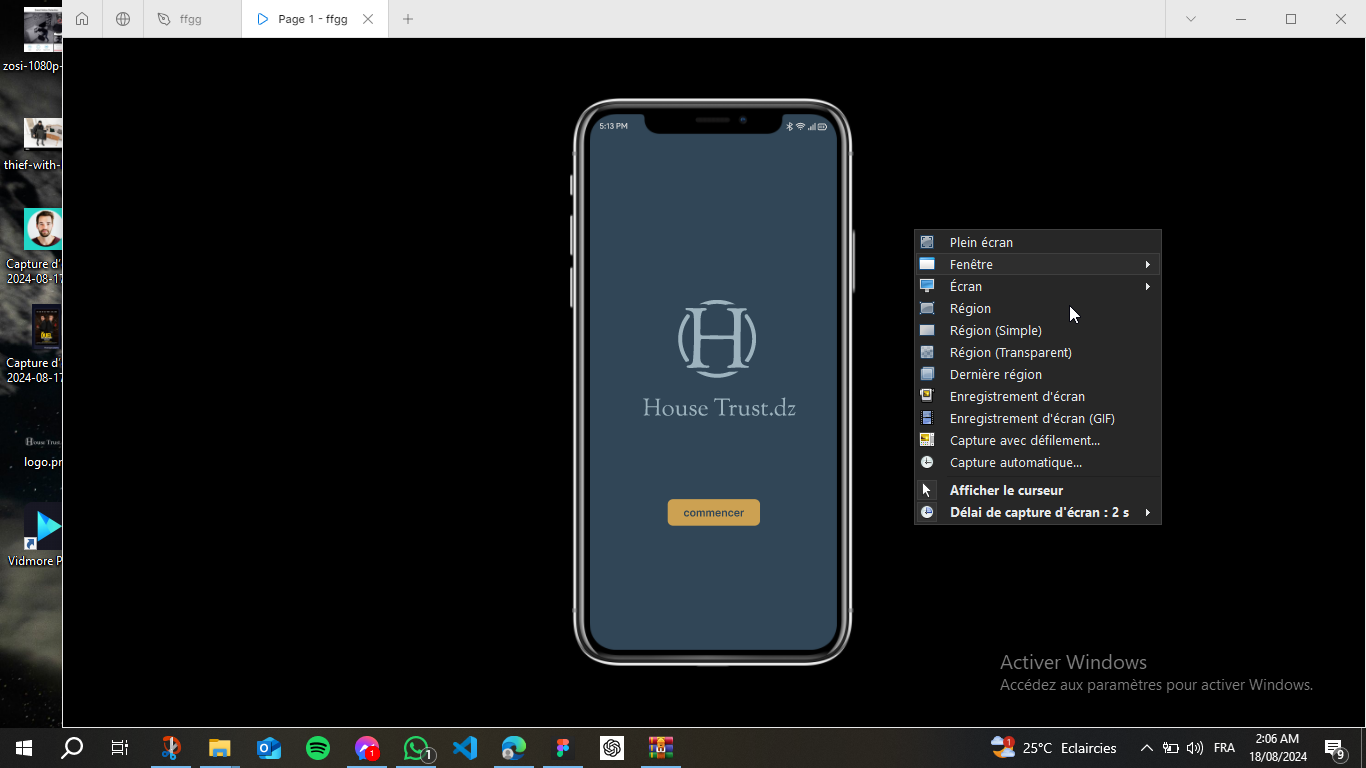 ffgg
Page 1 - ffgg
zosi-1080p-
thief-with-
Capture d'
2024-08-17
Capture d'
2024-08-17
House Trust.
logo.pr
Vidmore P
5:13 PM
H
House Trust.dz
commencer
Plein écran
Fenêtre
Écran
Région
Région (Simple)
Région (Transparent)
Dernière région
Enregistrement d'écran
Enregistrement d'écran (GIF)
Capture avec défilement...
Capture automatique...
Afficher le curseur
Délai de capture d'écran : 2 s
Activer Windows
Accédez aux paramètres pour activer Windows.
1
1
1
25°C Eclaircies
FRA
2:06 AM
18/08/2024
9